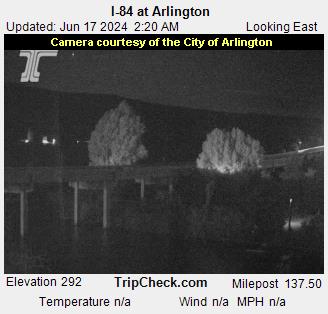 I-84 at Arlington
Updated: Jun 17 2024 2:20 AM Looking East
Camera courtesy of the City of Arlington
Elevation 292 TripCheck.com Milepost 137.50
Temperature n/a Wind n/a MPH n/a